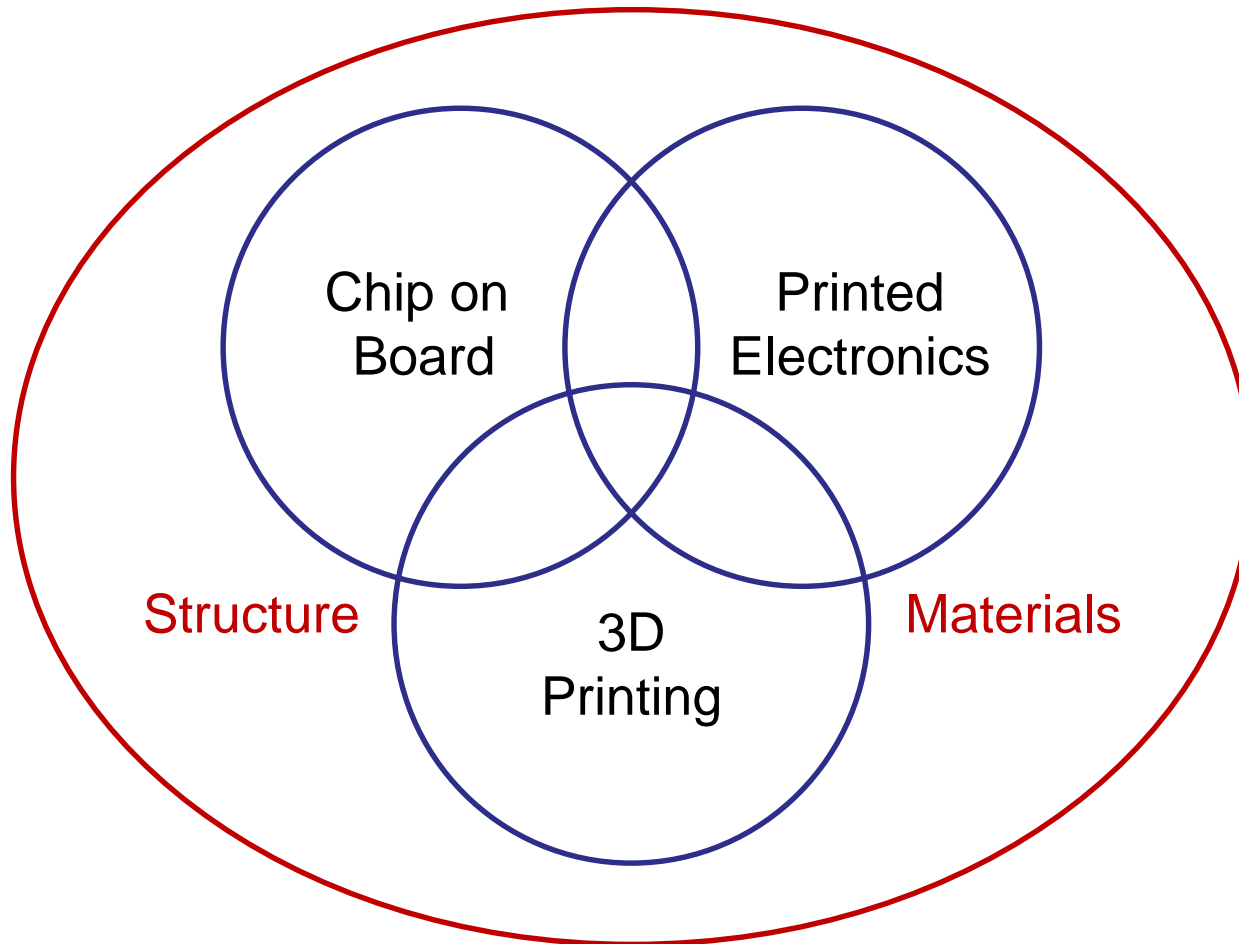 Chip on
Board
Printed
Electronics
Structure
3D
Printing
Materials